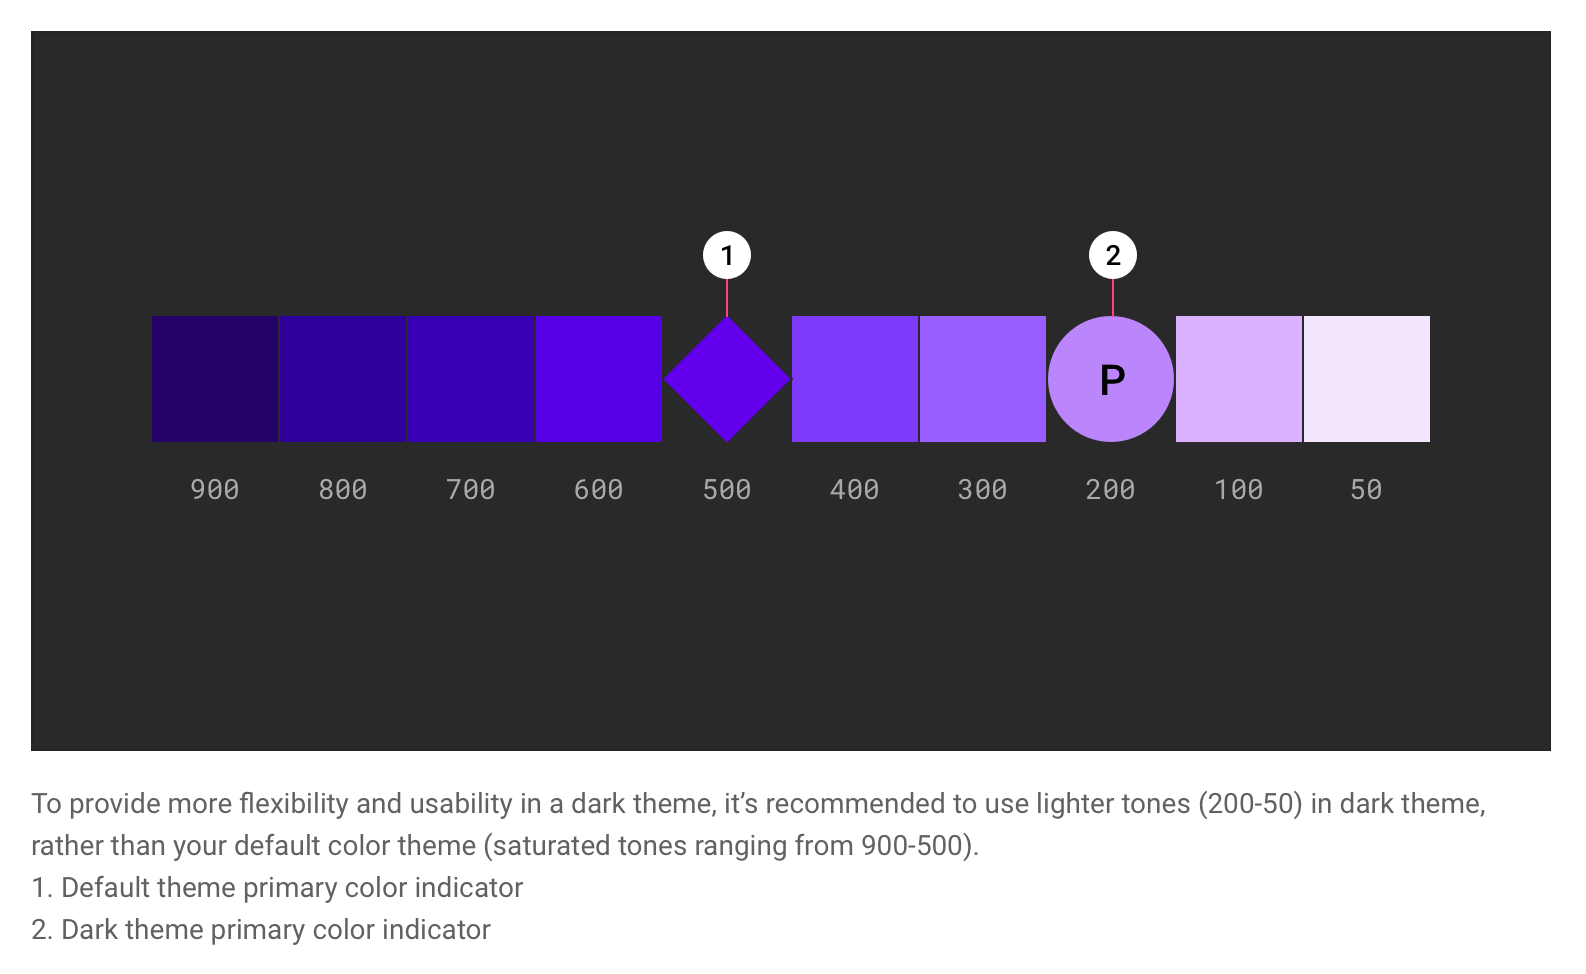 1 2
P
900 800 700 600 500 400 300 200 100 50
To provide more flexibility and usability in a dark theme, it’s recommended to use lighter tones (200-50) in dark theme,
rather than your default color theme (saturated tones ranging from 900-500).
1. Default theme primary color indicator
2. Dark theme primary color indicator